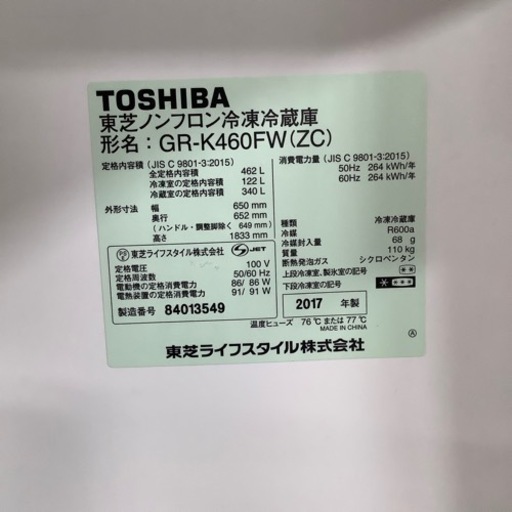 TOSHIBA
東芝ノンフロン冷凍冷蔵庫
形名：GR-K460FW(ZC)
定格内容積 (JIS C 9801-3:2015)
全定格内容積 462 L
冷凍室の定格内容積 122 L
冷蔵室の定格内容積 340 L
外形寸法 幅 650 mm
奥行 652 mm
(ハンドル・調整脚除く 649 mm)
高さ 1833 mm
東芝ライフスタイル株式会社 JET
定格電圧 100 V
定格周波数 50/60 Hz
電動機の定格消費電力 86/ 86 W
電熱装置の定格消費電力 91/ 91 W
製造番号 84013549
消費電力量 (JIS C 9801-3:2015)
50Hz 264 kWh/年
60Hz 264 kWh/年
種類 冷凍冷蔵庫
冷媒 R600a
冷媒封入量 68 g
質量 110 kg
断熱発泡ガス シクロペンタン
上段冷凍室、製氷室の記号
下段冷凍室の記号
2017 年製
温度ヒューズ 76 ℃ または 77 ℃
MADE IN CHINA
東芝ライフスタイル株式会社
Ⓐ